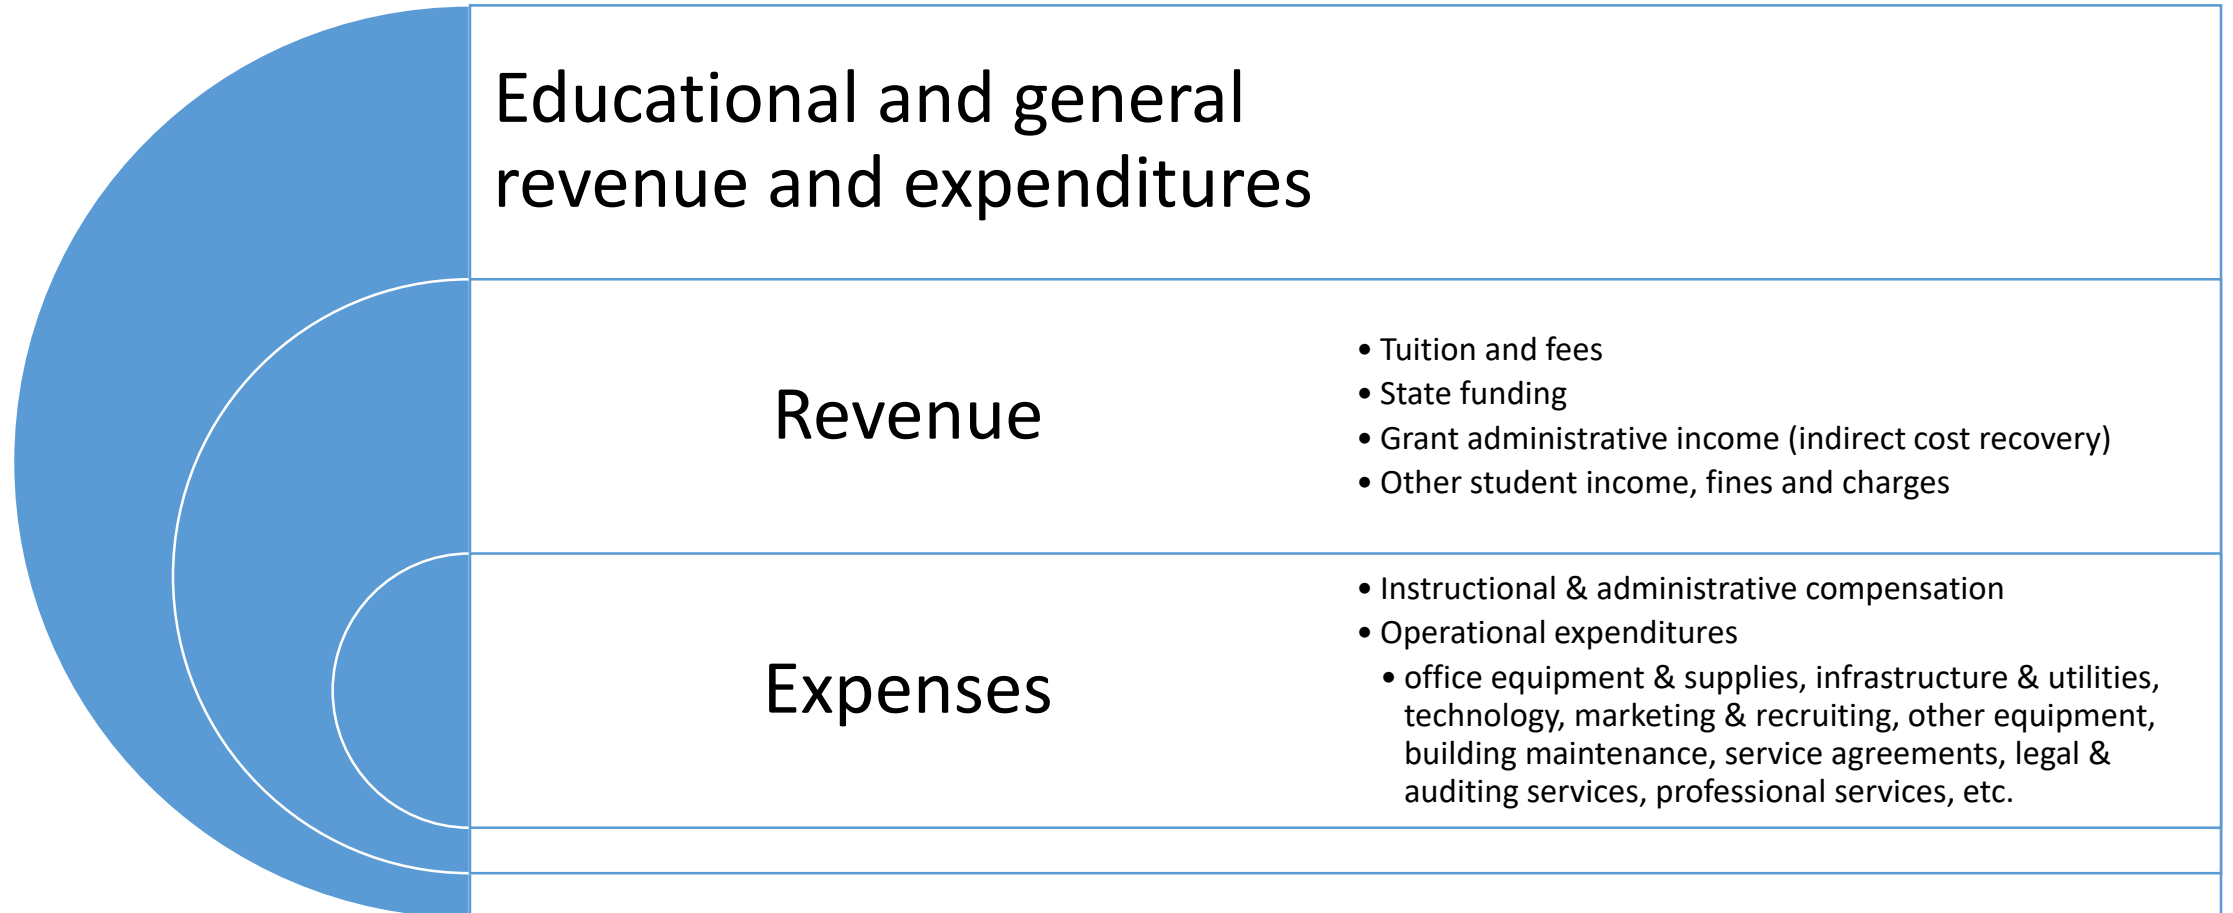 Educational and general
revenue and expenditures
Revenue
• Tuition and fees
• State funding
• Grant administrative income (indirect cost recovery)
• Other student income, fines and charges
Expenses
• Instructional & administrative compensation
• Operational expenditures
• office equipment & supplies, infrastructure & utilities,
technology, marketing & recruiting, other equipment,
building maintenance, service agreements, legal &
auditing services, professional services, etc.